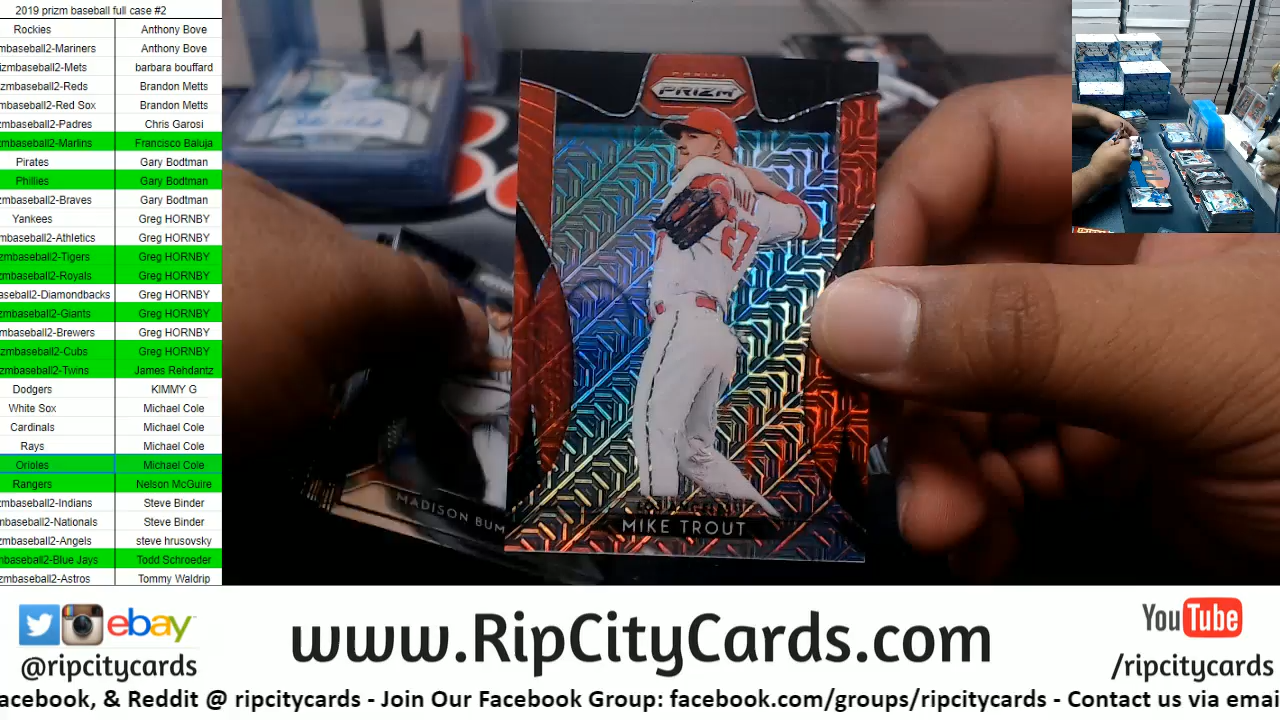 2019 prizm baseball full case #2
Rockies Anthony Bove
mbaseball2-Mariners Anthony Bove
izmbaseball2-Mets barbara bouffard
zmbaseball2-Reds Brandon Metts
baseball2-Red Sox Brandon Metts
zmbaseball2-Padres Chris Garosi
zmbaseball2-Marlins Francisco Baluja
Pirates Gary Bodtman
Phillies Gary Bodtman
zmbaseball2-Braves Gary Bodtman
Yankees Greg HORNBY
mbaseball2-Athletics Greg HORNBY
zmbaseball2-Tigers Greg HORNBY
zmbaseball2-Royals Greg HORNBY
aseball2-Diamondbacks Greg HORNBY
zmbaseball2-Giants Greg HORNBY
mbaseball2-Brewers Greg HORNBY
izmbaseball2-Cubs Greg HORNBY
izmbaseball2-Twins James Rehdantz
Dodgers KIMMY G
White Sox Michael Cole
Cardinals Michael Cole
Rays Michael Cole
Orioles Michael Cole
Rangers Nelson McGuire
zmbaseball2-Indians Steve Binder
mbaseball2-Nationals Steve Binder
zmbaseball2-Angels steve hrusovsky
mbaseball2-Blue Jays Todd Schroeder
zmbaseball2-Astros Tommy Waldrip
PANINI
PRIZM
27
MADISON BUM
MIKE TROUT
ebay
@ripcitycards
www.RipCityCards.com
YouTube
/ripcitycards
acebook, & Reddit @ ripcitycards - Join Our Facebook Group: facebook.com/groups/ripcitycards - Contact us via emai